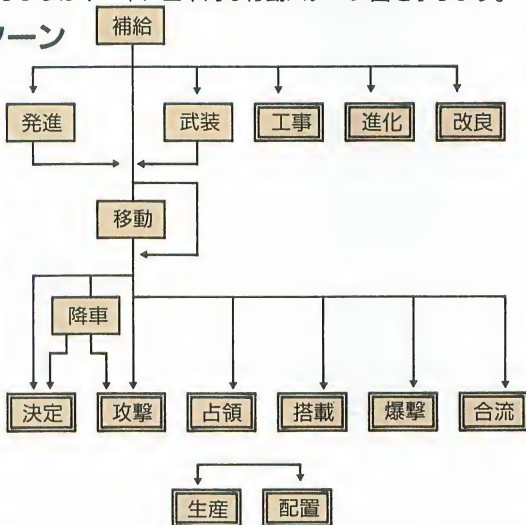 ターン
補給
発進 武装 工事 進化 改良
移動
降車
決定 攻撃 占領 搭載 爆撃 合流
生産 配置